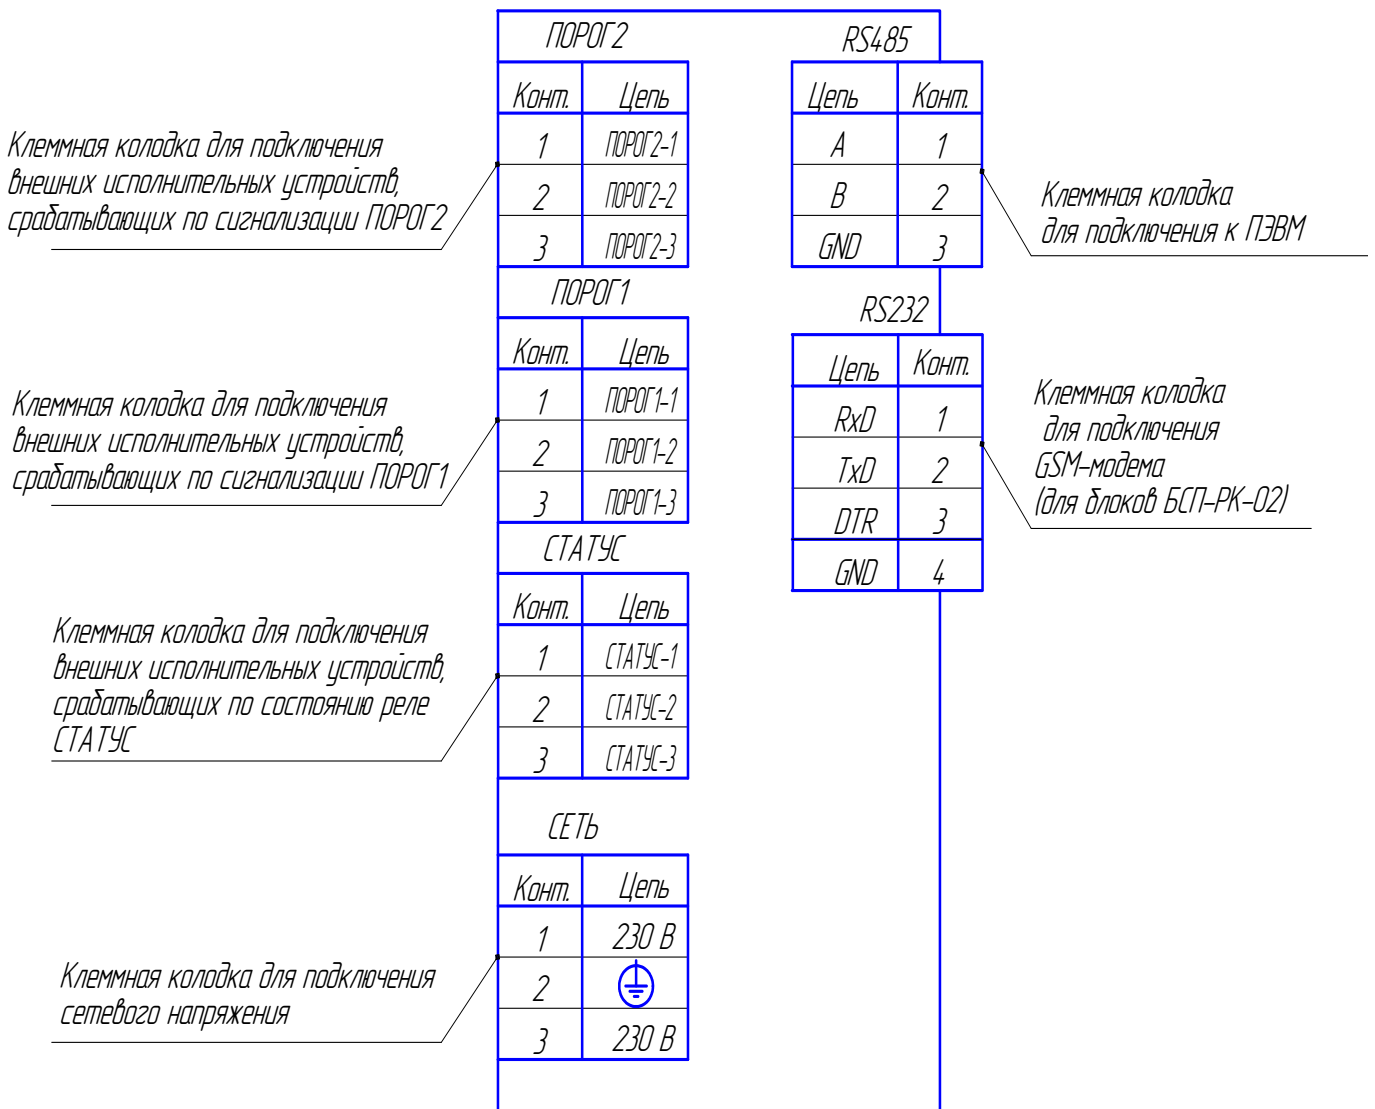 ПОРОГ2
Конт. Цепь
1 ПОРОГ2-1
2 ПОРОГ2-2
3 ПОРОГ2-3
Клеммная колодка для подключения
внешних исполнительных устройств,
срабатывающих по сигнализации ПОРОГ2
ПОРОГ1
Конт. Цепь
1 ПОРОГ1-1
2 ПОРОГ1-2
3 ПОРОГ1-3
Клеммная колодка для подключения
внешних исполнительных устройств,
срабатывающих по сигнализации ПОРОГ1
СТАТУС
Конт. Цепь
1 СТАТУС-1
2 СТАТУС-2
3 СТАТУС-3
Клеммная колодка для подключения
внешних исполнительных устройств,
срабатывающих по состоянию реле
СТАТУС
СЕТЬ
Конт. Цепь
1 230 В
2
3 230 В
Клеммная колодка для подключения
сетевого напряжения
RS485
Цепь Конт.
A 1
B 2
GND 3
Клеммная колодка
для подключения к ПЭВМ
RS232
Цепь Конт.
RxD 1
TxD 2
DTR 3
GND 4
Клеммная колодка
для подключения
GSM-модема
(для блоков БСП-РК-02)